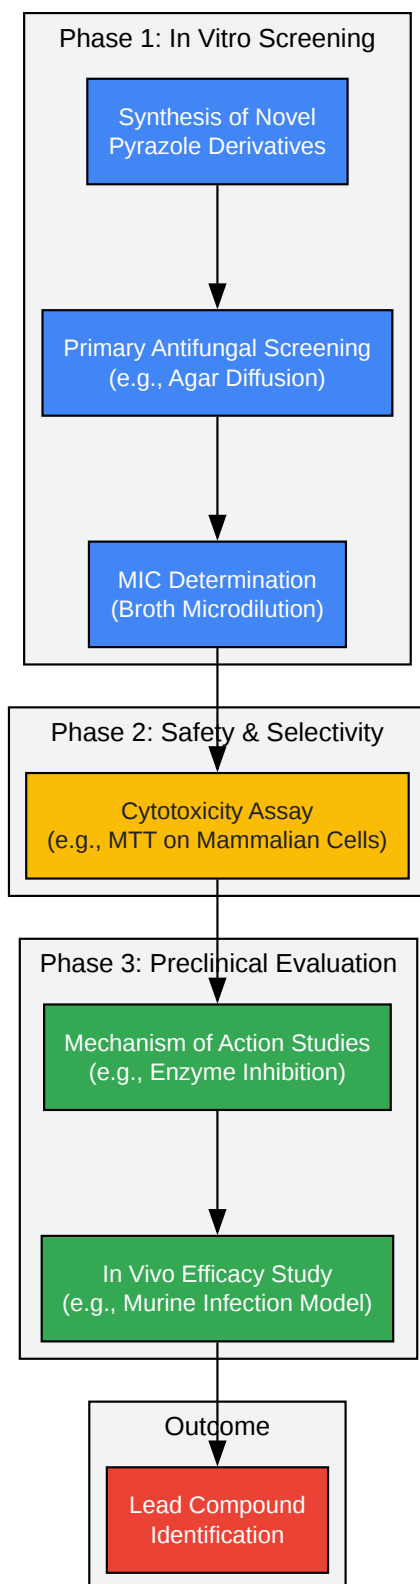 Phase 1: In Vitro Screening
Synthesis of Novel
Pyrazole Derivatives
Primary Antifungal Screening
(e.g., Agar Diffusion)
MIC Determination
(Broth Microdilution)
Phase 2: Safety & Selectivity
Cytotoxicity Assay
(e.g., MTT on Mammalian Cells)
Phase 3: Preclinical Evaluation
Mechanism of Action Studies
(e.g., Enzyme Inhibition)
In Vivo Efficacy Study
(e.g., Murine Infection Model)
Outcome
Lead Compound
Identification